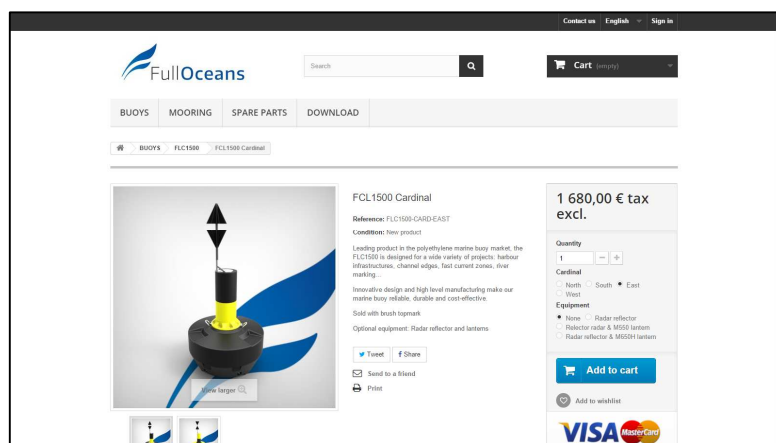 Contact us English Sign in
FullOceans
Search
Cart (empty)
BUOYS MOORING SPARE PARTS DOWNLOAD
BUOYS FLC1500 FCL1500 Cardinal
FCL1500 Cardinal
Reference: FLC1500-CARD-EAST
Condition: New product
Leading product in the polyethylene marine buoy market, the
FLC1500 is designed for a wide variety of projects: harbour
infrastructures, channel edges, fast current zones, river
marking...
Innovative design and high level manufacturing make our
marine buoy reliable, durable and cost-effective.
Sold with brush topmark
Optional equipment: Radar reflector and lanterns
Tweet Share
Send to a friend
Print
View larger
1 680,00 € tax
excl.
Quantity
1
Cardinal
North South East
West
Equipment
None Radar reflector
Relector radar & M550 lantern
Radar reflector & M650H lantern
Add to cart
Add to wishlist
VISA MasterCard